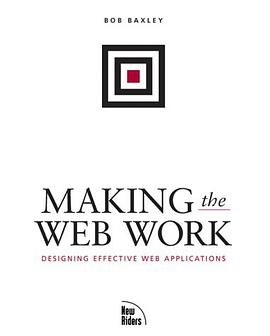 BOB BAXLEY
MAKING the
WEB WORK
DESIGNING EFFECTIVE WEB APPLICATIONS
New
Riders